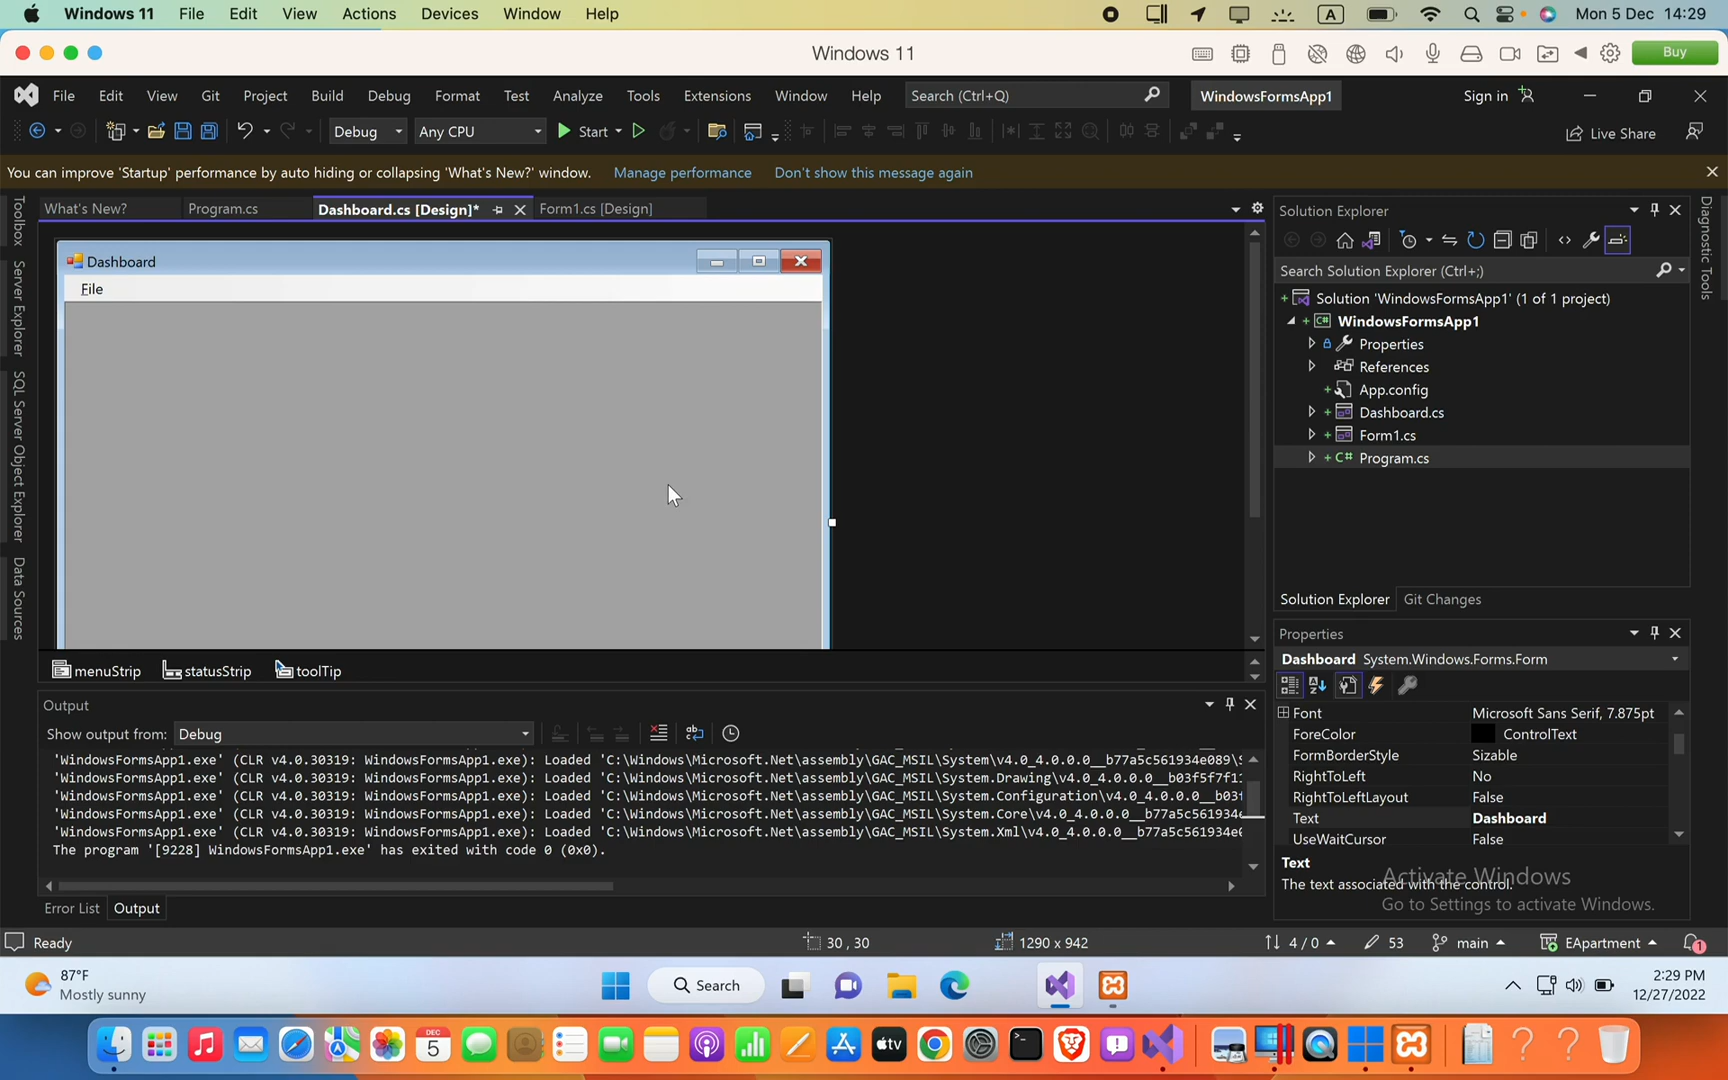 Windows 11 File Edit View Actions Devices Window Help A Mon 5 Dec 14:29
Windows 11 Buy
File Edit View Git Project Build Debug Format Test Analyze Tools Extensions Window Help Search (Ctrl+Q) WindowsFormsApp1 Sign in
Debug Any CPU Start Live Share
You can improve 'Startup' performance by auto hiding or collapsing 'What's New?' window. Manage performance Don't show this message again
What's New? Program.cs Dashboard.cs [Design]* Form1.cs [Design]
Toolbox
Server Explorer
SQL Server Object Explorer
Data Sources
Dashboard
File
menuStrip statusStrip toolTip
Output
Show output from: Debug
'WindowsFormsApp1.exe' (CLR v4.0.30319: WindowsFormsApp1.exe): Loaded 'C:\Windows\Microsoft.Net\assembly\GAC_MSIL\System\v4.0_4.0.0.0__b77a5c561934e089\S
'WindowsFormsApp1.exe' (CLR v4.0.30319: WindowsFormsApp1.exe): Loaded 'C:\Windows\Microsoft.Net\assembly\GAC_MSIL\System.Drawing\v4.0_4.0.0.0__b03f5f7f11
'WindowsFormsApp1.exe' (CLR v4.0.30319: WindowsFormsApp1.exe): Loaded 'C:\Windows\Microsoft.Net\assembly\GAC_MSIL\System.Configuration\v4.0_4.0.0.0__b03f
'WindowsFormsApp1.exe' (CLR v4.0.30319: WindowsFormsApp1.exe): Loaded 'C:\Windows\Microsoft.Net\assembly\GAC_MSIL\System.Core\v4.0_4.0.0.0__b77a5c561934e
'WindowsFormsApp1.exe' (CLR v4.0.30319: WindowsFormsApp1.exe): Loaded 'C:\Windows\Microsoft.Net\assembly\GAC_MSIL\System.Xml\v4.0_4.0.0.0__b77a5c561934e0
The program '[9228] WindowsFormsApp1.exe' has exited with code 0 (0x0).
Error List Output
Solution Explorer
Search Solution Explorer (Ctrl+;)
Solution 'WindowsFormsApp1' (1 of 1 project)
WindowsFormsApp1
Properties
References
App.config
Dashboard.cs
Form1.cs
C# Program.cs
Solution Explorer Git Changes
Diagnostic Tools
Properties
Dashboard System.Windows.Forms.Form
Font Microsoft Sans Serif, 7.875pt
ForeColor ControlText
FormBorderStyle Sizable
RightToLeft No
RightToLeftLayout False
Text Dashboard
UseWaitCursor False
Text
The text associated with the control.
Activate Windows
Go to Settings to activate Windows.
Ready 30 , 30 1290 x 942 4 / 0 53 main EApartment 1
87°F
Mostly sunny
Search
2:29 PM
12/27/2022
DEC
5
tv